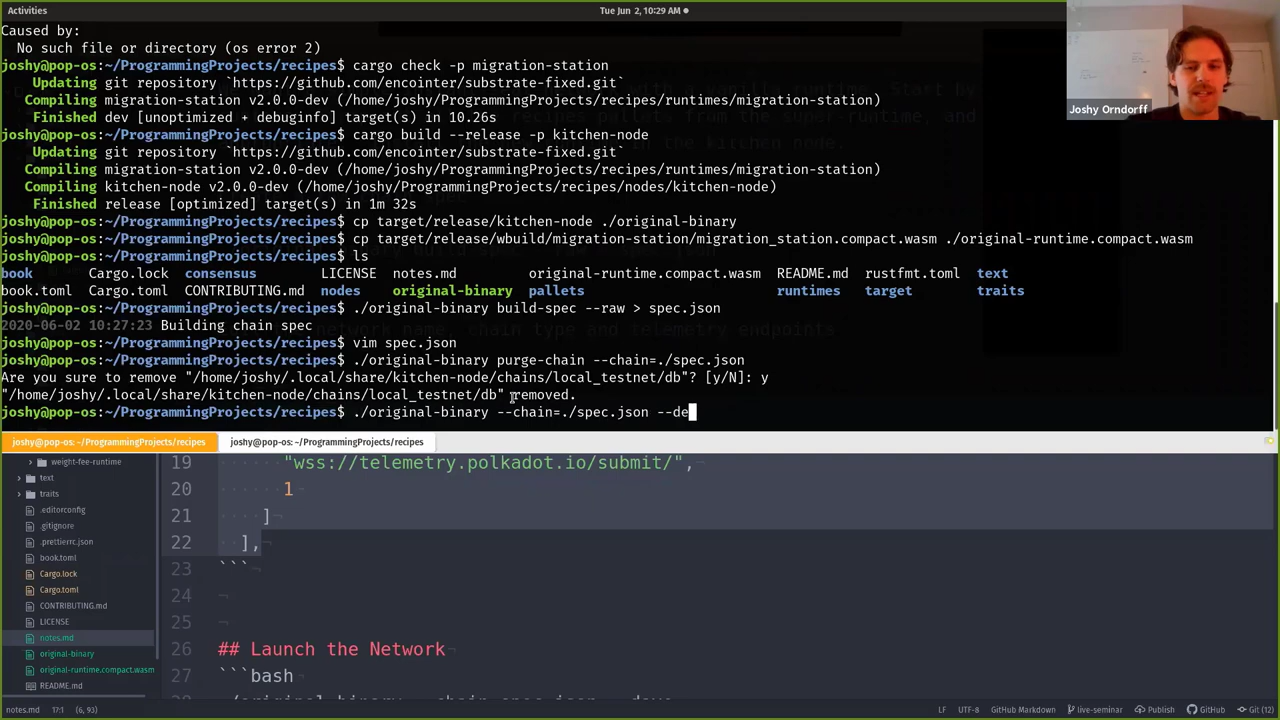 Activities
Tue Jun 2, 10:29 AM
Caused by:
No such file or directory (os error 2)
joshy@pop-os:~/ProgrammingProjects/recipes$ cargo check -p migration-station
Updating git repository `https://github.com/encointer/substrate-fixed.git`
Compiling migration-station v2.0.0-dev (/home/joshy/ProgrammingProjects/recipes/runtimes/migration-station)
Finished dev [unoptimized + debuginfo] target(s) in 10.26s
joshy@pop-os:~/ProgrammingProjects/recipes$ cargo build --release -p kitchen-node
Updating git repository `https://github.com/encointer/substrate-fixed.git`
Compiling migration-station v2.0.0-dev (/home/joshy/ProgrammingProjects/recipes/runtimes/migration-station)
Compiling kitchen-node v2.0.0-dev (/home/joshy/ProgrammingProjects/recipes/nodes/kitchen-node)
Finished release [optimized] target(s) in 1m 32s
joshy@pop-os:~/ProgrammingProjects/recipes$ cp target/release/kitchen-node ./original-binary
joshy@pop-os:~/ProgrammingProjects/recipes$ cp target/release/wbuild/migration-station/migration_station.compact.wasm ./original-runtime.compact.wasm
joshy@pop-os:~/ProgrammingProjects/recipes$ ls
book Cargo.lock consensus LICENSE notes.md original-runtime.compact.wasm README.md rustfmt.toml text
book.toml Cargo.toml CONTRIBUTING.md nodes original-binary pallets runtimes target traits
joshy@pop-os:~/ProgrammingProjects/recipes$ ./original-binary build-spec --raw > spec.json
2020-06-02 10:27:23 Building chain spec
joshy@pop-os:~/ProgrammingProjects/recipes$ vim spec.json
joshy@pop-os:~/ProgrammingProjects/recipes$ ./original-binary purge-chain --chain=./spec.json
Are you sure to remove "/home/joshy/.local/share/kitchen-node/chains/local_testnet/db"? [y/N]: y
"/home/joshy/.local/share/kitchen-node/chains/local_testnet/db" removed.
joshy@pop-os:~/ProgrammingProjects/recipes$ ./original-binary --chain=./spec.json --de
Joshy Orndorff
joshy@pop-os: ~/ProgrammingProjects/recipes
joshy@pop-os: ~/ProgrammingProjects/recipes
weight-fee-runtime
text
traits
.editorconfig
.gitignore
.prettierrc.json
book.toml
Cargo.lock
Cargo.toml
CONTRIBUTING.md
LICENSE
notes.md
original-binary
original-runtime.compact.wasm
README.md
19 "wss://telemetry.polkadot.io/submit/",
20 1
21 ]
22 ],
23 ```
24
25
26 ## Launch the Network
27 ```bash
notes.md 17:1 (6, 93)
LF UTF-8 GitHub Markdown live-seminar Publish GitHub Git (12)